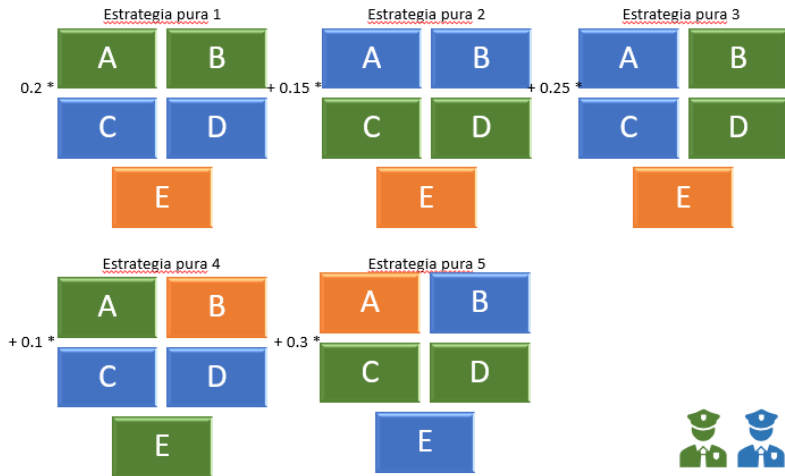 Estrategia pura 1
A B
0.2 *
C D
E
Estrategia pura 2
A B
+ 0.15 *
C D
E
Estrategia pura 3
A B
+ 0.25 *
C D
E
Estrategia pura 4
A B
+ 0.1 *
C D
E
Estrategia pura 5
A B
+ 0.3 *
C D
E